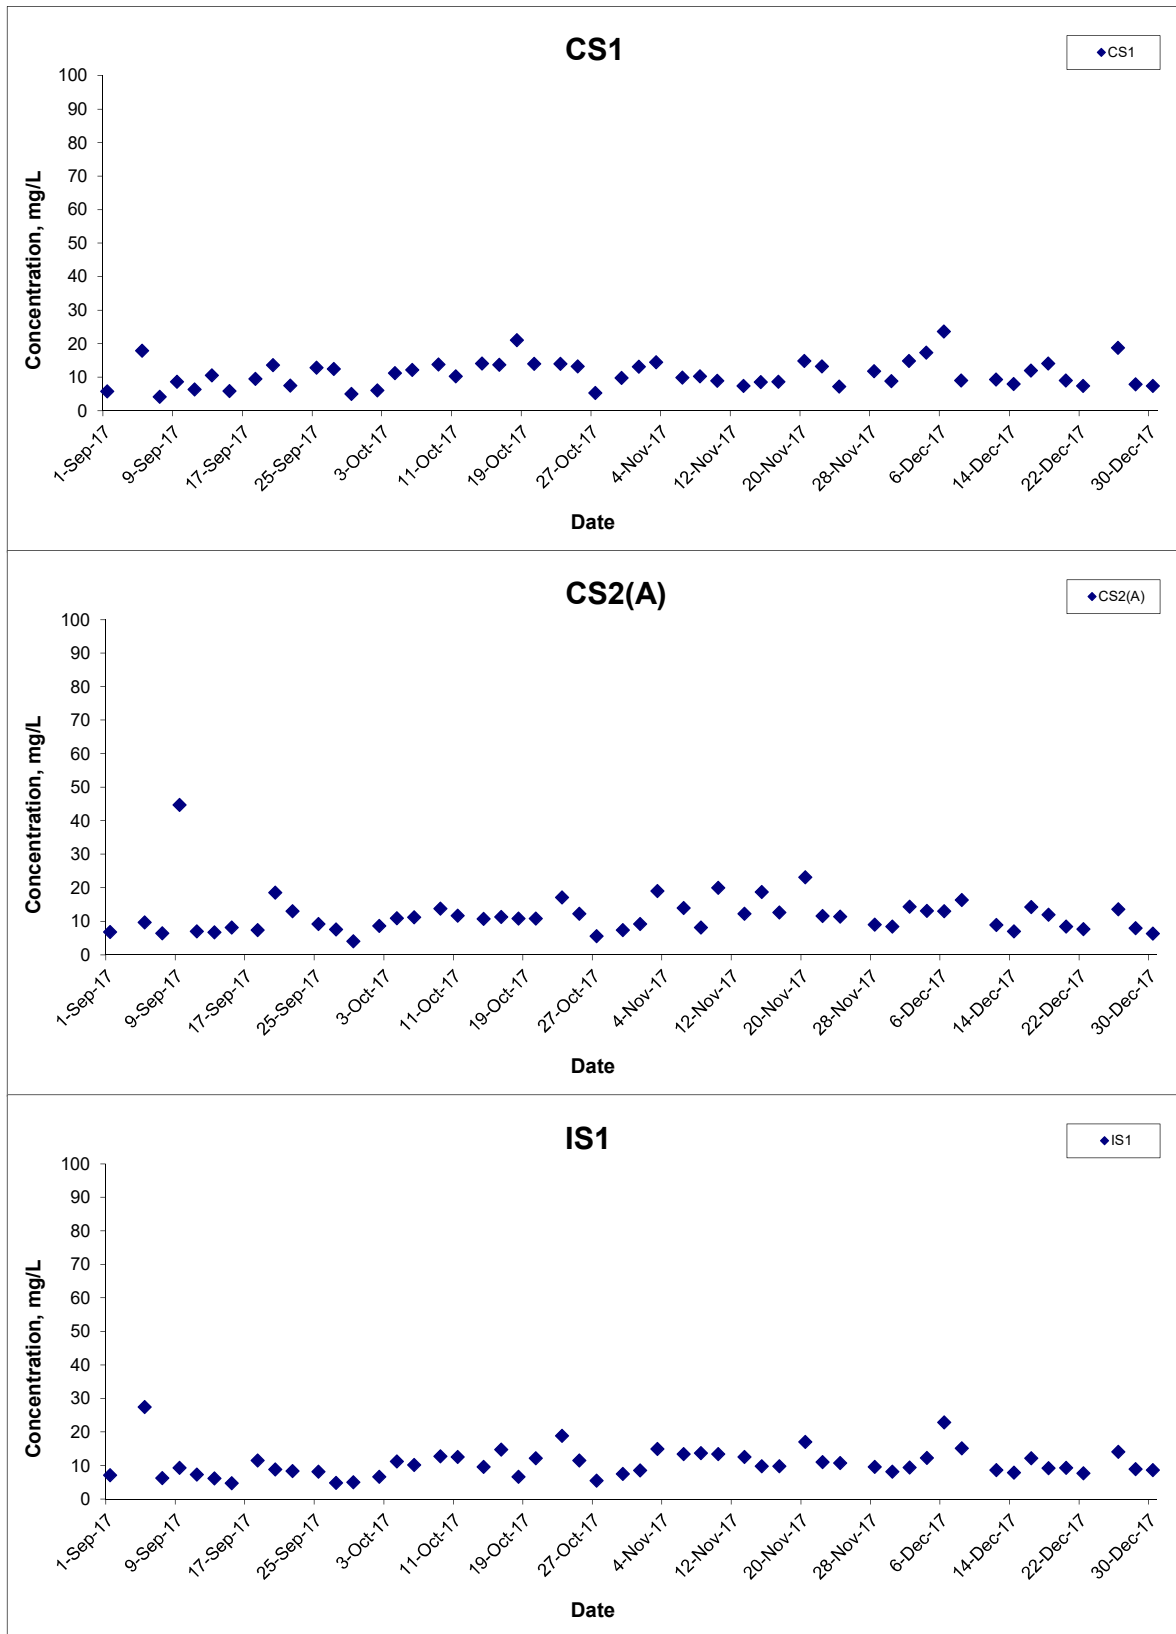 CS1
CS1
Concentration, mg/L
100
90
80
70
60
50
40
30
20
10
0
1-Sep-17
9-Sep-17
17-Sep-17
25-Sep-17
3-Oct-17
11-Oct-17
19-Oct-17
27-Oct-17
4-Nov-17
12-Nov-17
20-Nov-17
28-Nov-17
6-Dec-17
14-Dec-17
22-Dec-17
30-Dec-17
Date
CS2(A)
CS2(A)
Concentration, mg/L
100
90
80
70
60
50
40
30
20
10
0
1-Sep-17
9-Sep-17
17-Sep-17
25-Sep-17
3-Oct-17
11-Oct-17
19-Oct-17
27-Oct-17
4-Nov-17
12-Nov-17
20-Nov-17
28-Nov-17
6-Dec-17
14-Dec-17
22-Dec-17
30-Dec-17
Date
IS1
IS1
Concentration, mg/L
100
90
80
70
60
50
40
30
20
10
0
1-Sep-17
9-Sep-17
17-Sep-17
25-Sep-17
3-Oct-17
11-Oct-17
19-Oct-17
27-Oct-17
4-Nov-17
12-Nov-17
20-Nov-17
28-Nov-17
6-Dec-17
14-Dec-17
22-Dec-17
30-Dec-17
Date